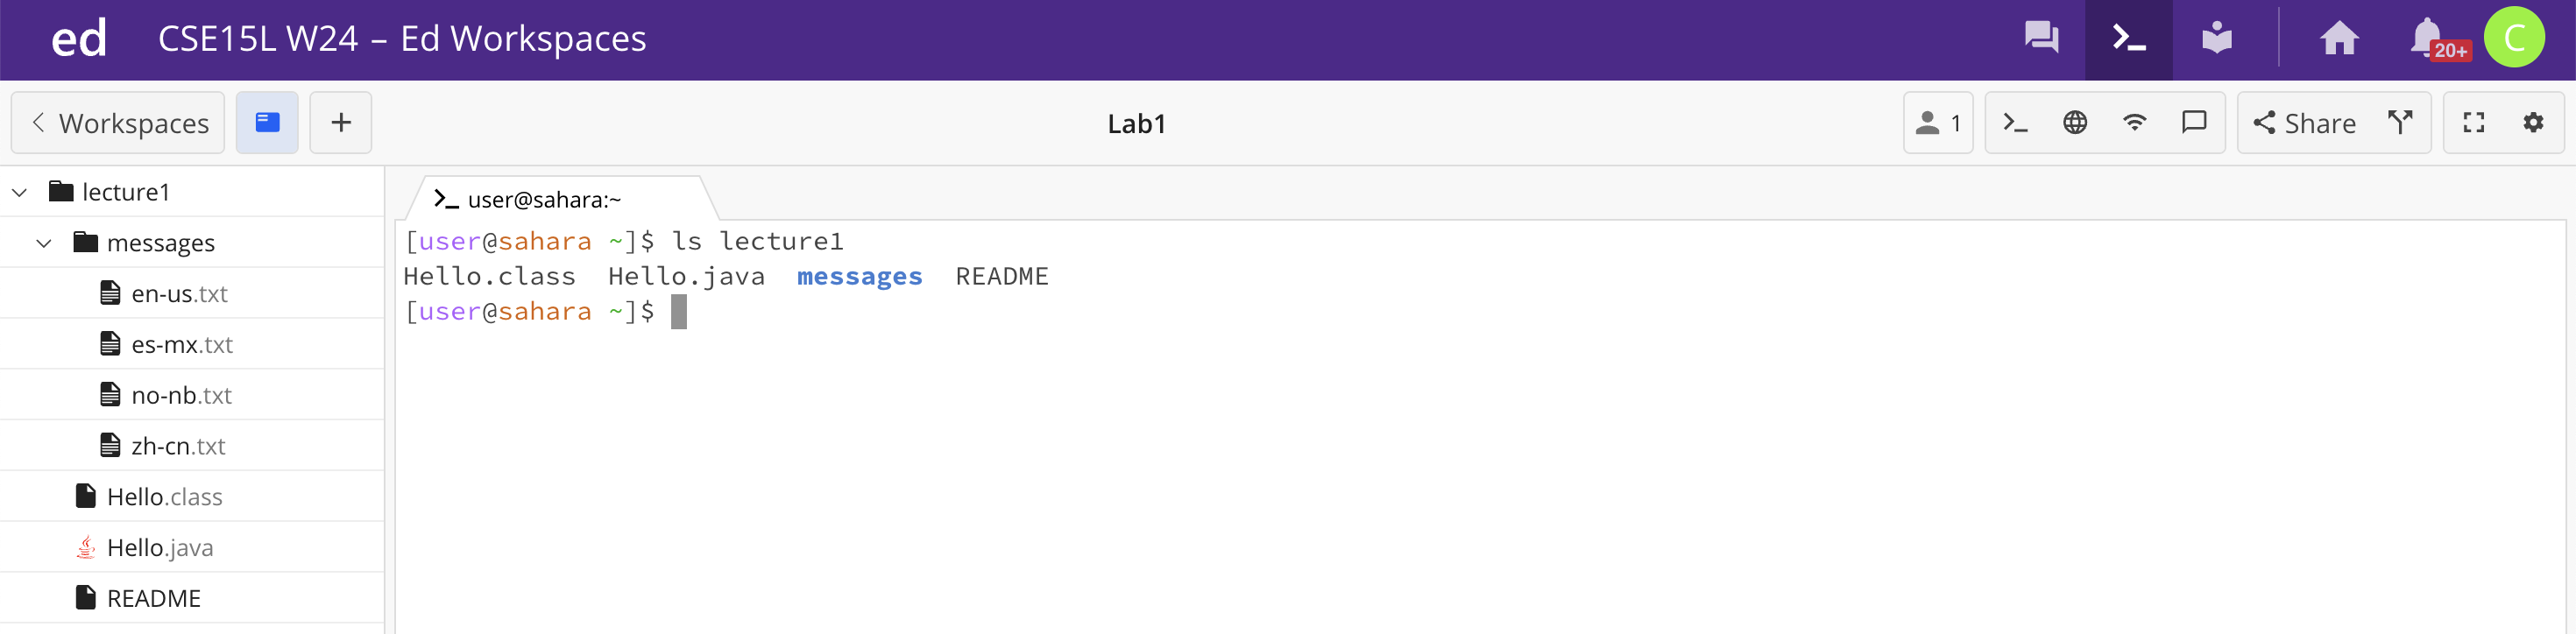 ed CSE15L W24 – Ed Workspaces 20+ C
Workspaces + Lab1 1 Share
lecture1
messages
en-us.txt
es-mx.txt
no-nb.txt
zh-cn.txt
Hello.class
Hello.java
README
user@sahara:~
[user@sahara ~]$ ls lecture1
Hello.class Hello.java messages README
[user@sahara ~]$